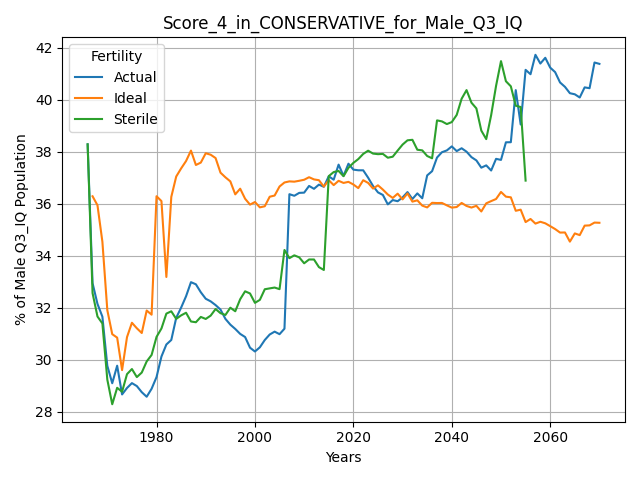 Score_4_in_CONSERVATIVE_for_Male_Q3_IQ
% of Male Q3_IQ Population
42
40
38
36
34
32
30
28
Fertility
Actual
Ideal
Sterile
1980
2000
2020
2040
2060
Years